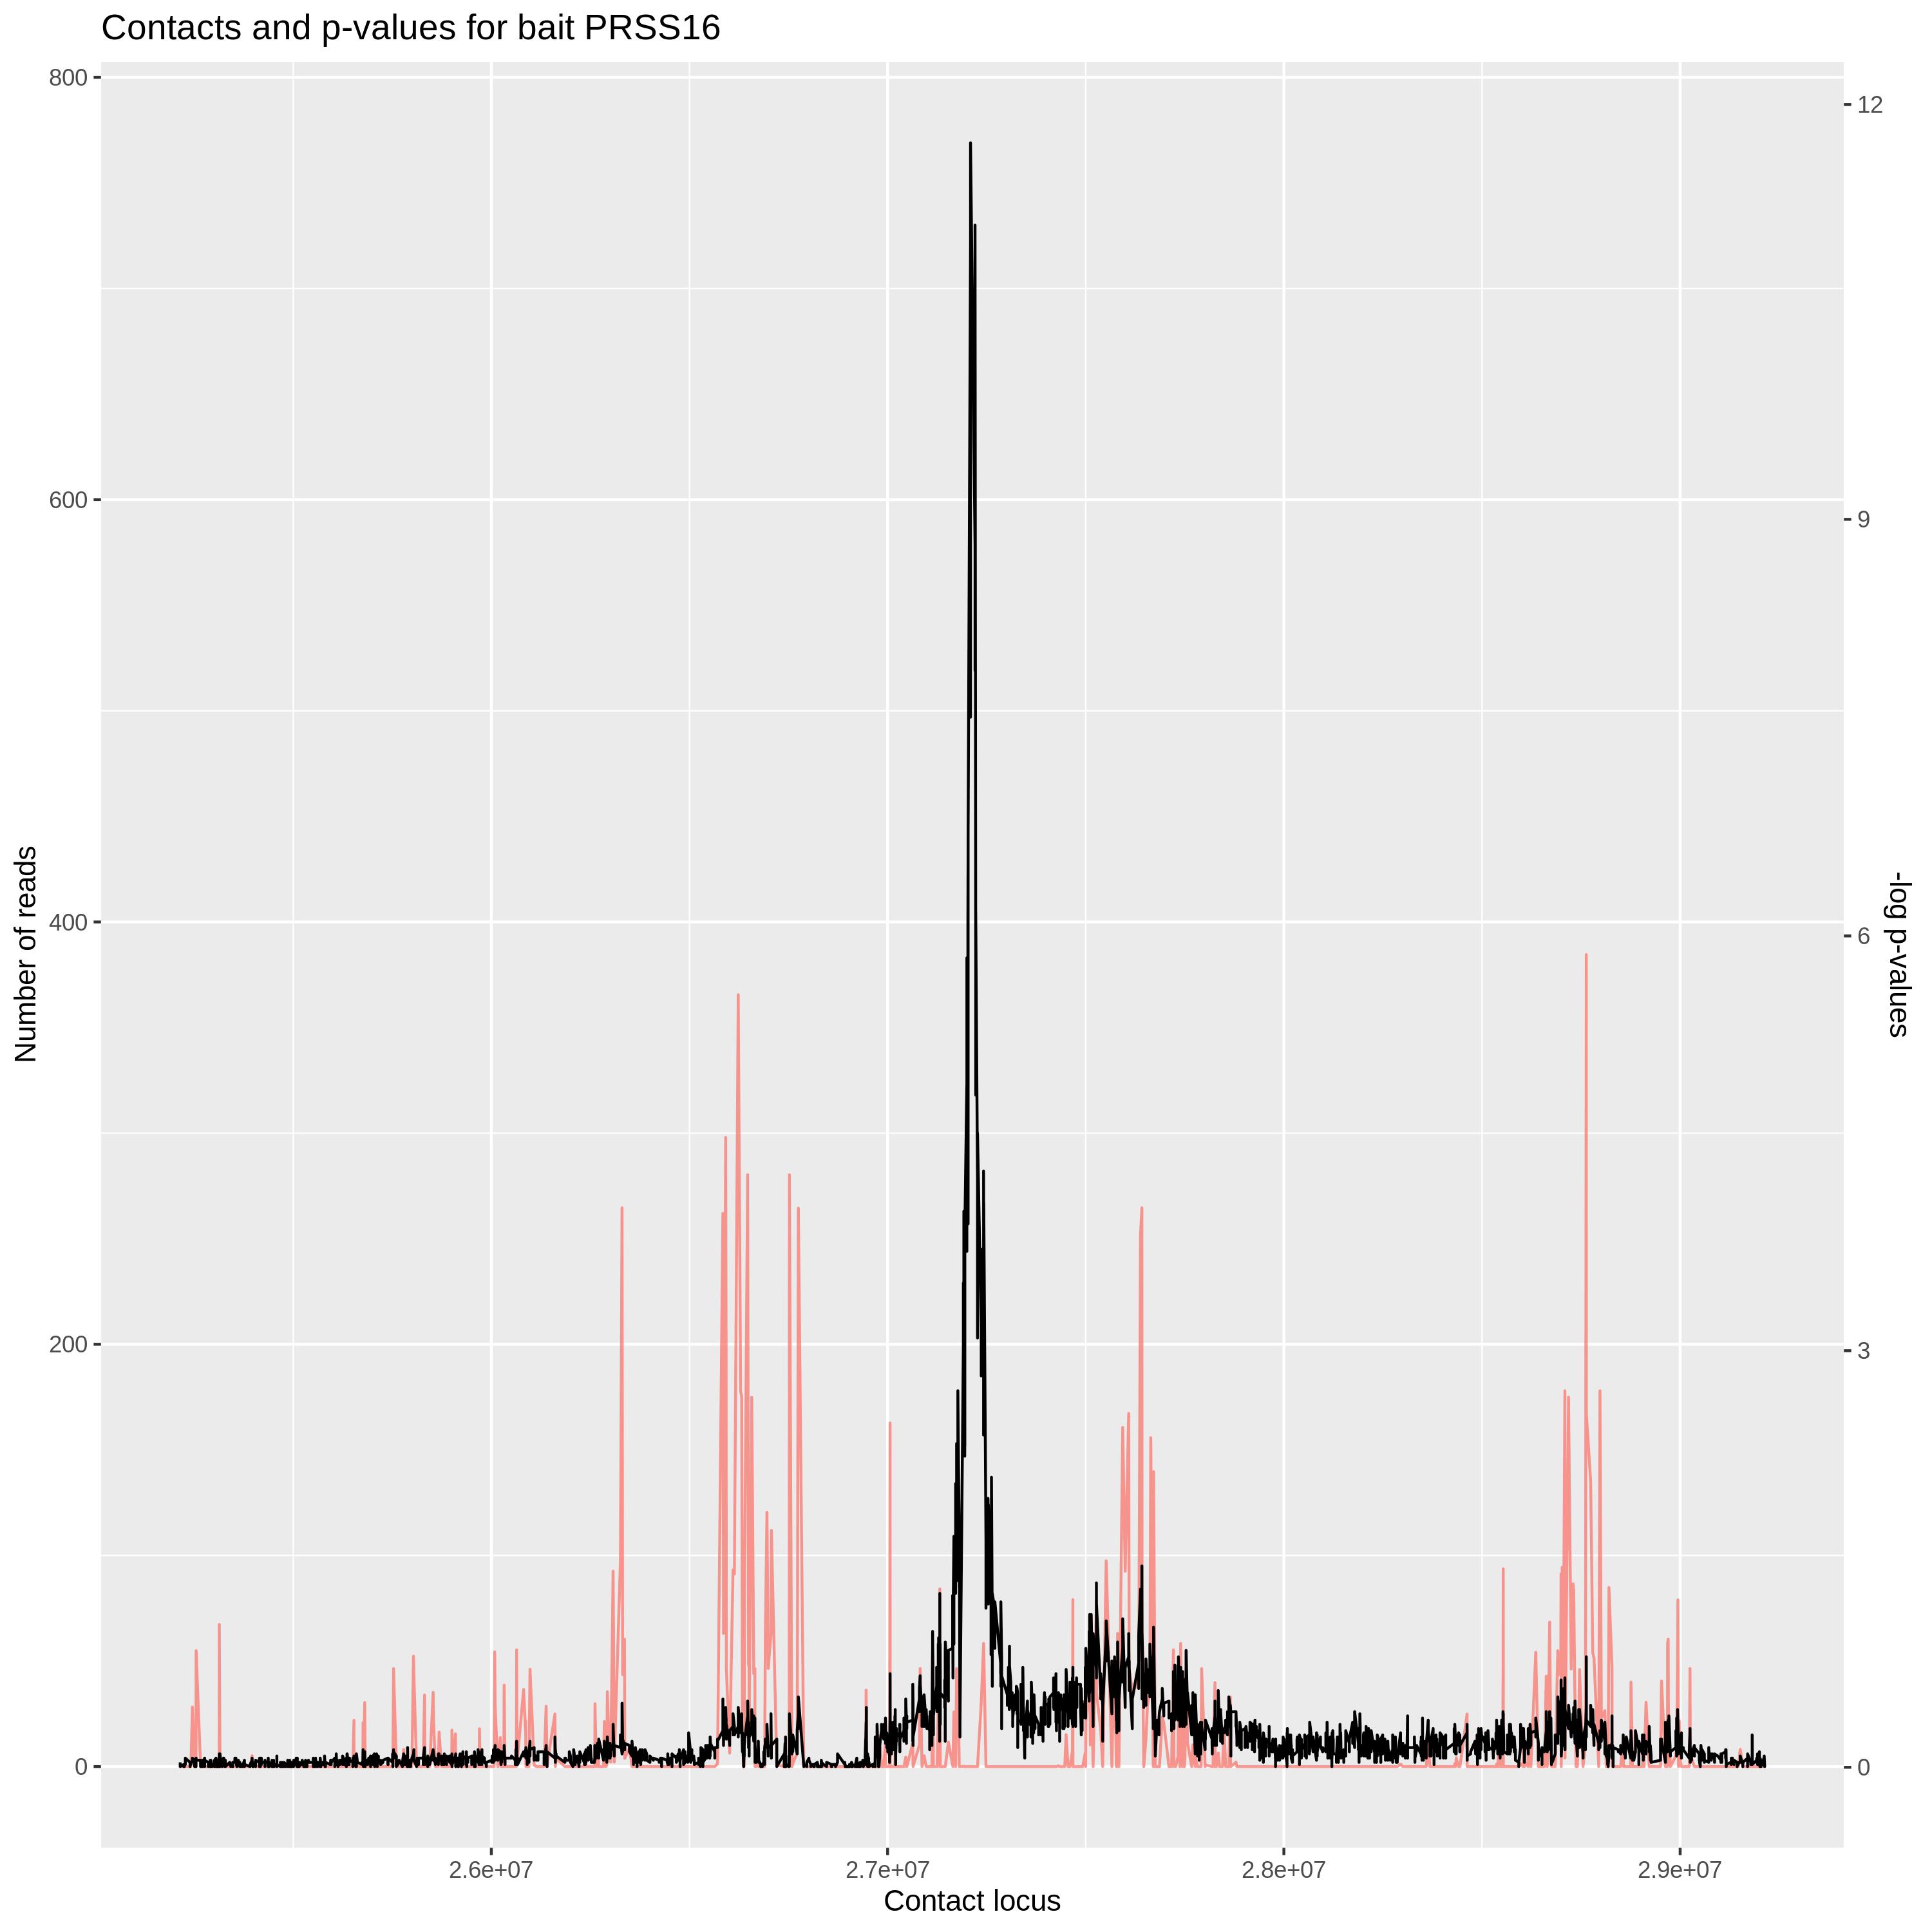 Contacts and p-values for bait PRSS16
800
600
400
200
0
Number of reads
12
9
6
3
0
-log p-values
2.6e+07
2.7e+07
2.8e+07
2.9e+07
Contact locus